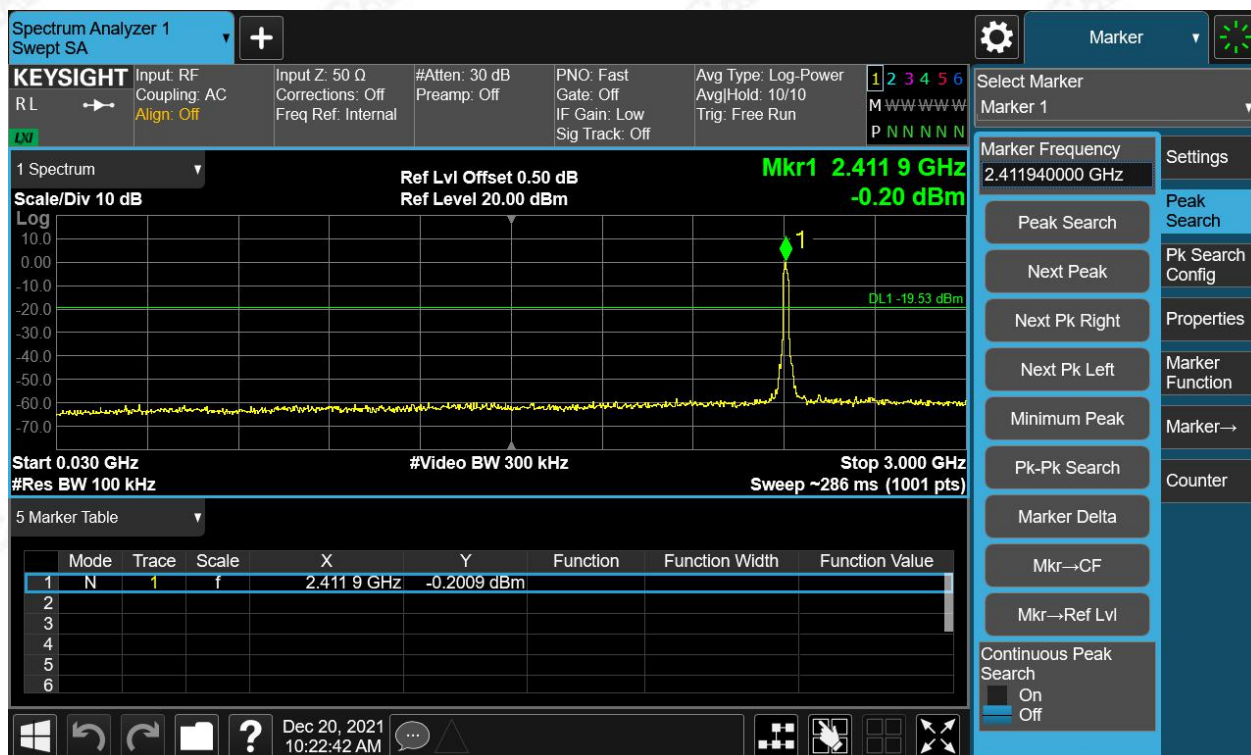 Spectrum Analyzer 1
Swept SA
+
Marker
KEYSIGHT
RL
LXI
Input: RF
Coupling: AC
Align: Off
Input Z: 50 Ω
Corrections: Off
Freq Ref: Internal
#Atten: 30 dB
Preamp: Off
PNO: Fast
Gate: Off
IF Gain: Low
Sig Track: Off
Avg Type: Log-Power
Avg|Hold: 10/10
Trig: Free Run
1 2 3 4 5 6
M W W W W W
P N N N N N
Select Marker
Marker 1
1 Spectrum
Scale/Div 10 dB
Ref Lvl Offset 0.50 dB
Ref Level 20.00 dBm
Mkr1 2.411 9 GHz
-0.20 dBm
Log
10.0
0.00
-10.0
-20.0
-30.0
-40.0
-50.0
-60.0
-70.0
1
DL1 -19.53 dBm
Start 0.030 GHz
#Video BW 300 kHz
Stop 3.000 GHz
#Res BW 100 kHz
Sweep ~286 ms (1001 pts)
5 Marker Table
Mode Trace Scale X Y Function Function Width Function Value
1 N 1 f 2.411 9 GHz -0.2009 dBm
2
3
4
5
6
Marker Frequency
2.411940000 GHz
Peak Search
Next Peak
Next Pk Right
Next Pk Left
Minimum Peak
Pk-Pk Search
Marker Delta
Mkr→CF
Mkr→Ref Lvl
Continuous Peak
Search
On
Off
Settings
Peak
Search
Pk Search
Config
Properties
Marker
Function
Marker→
Counter
?
Dec 20, 2021
10:22:42 AM